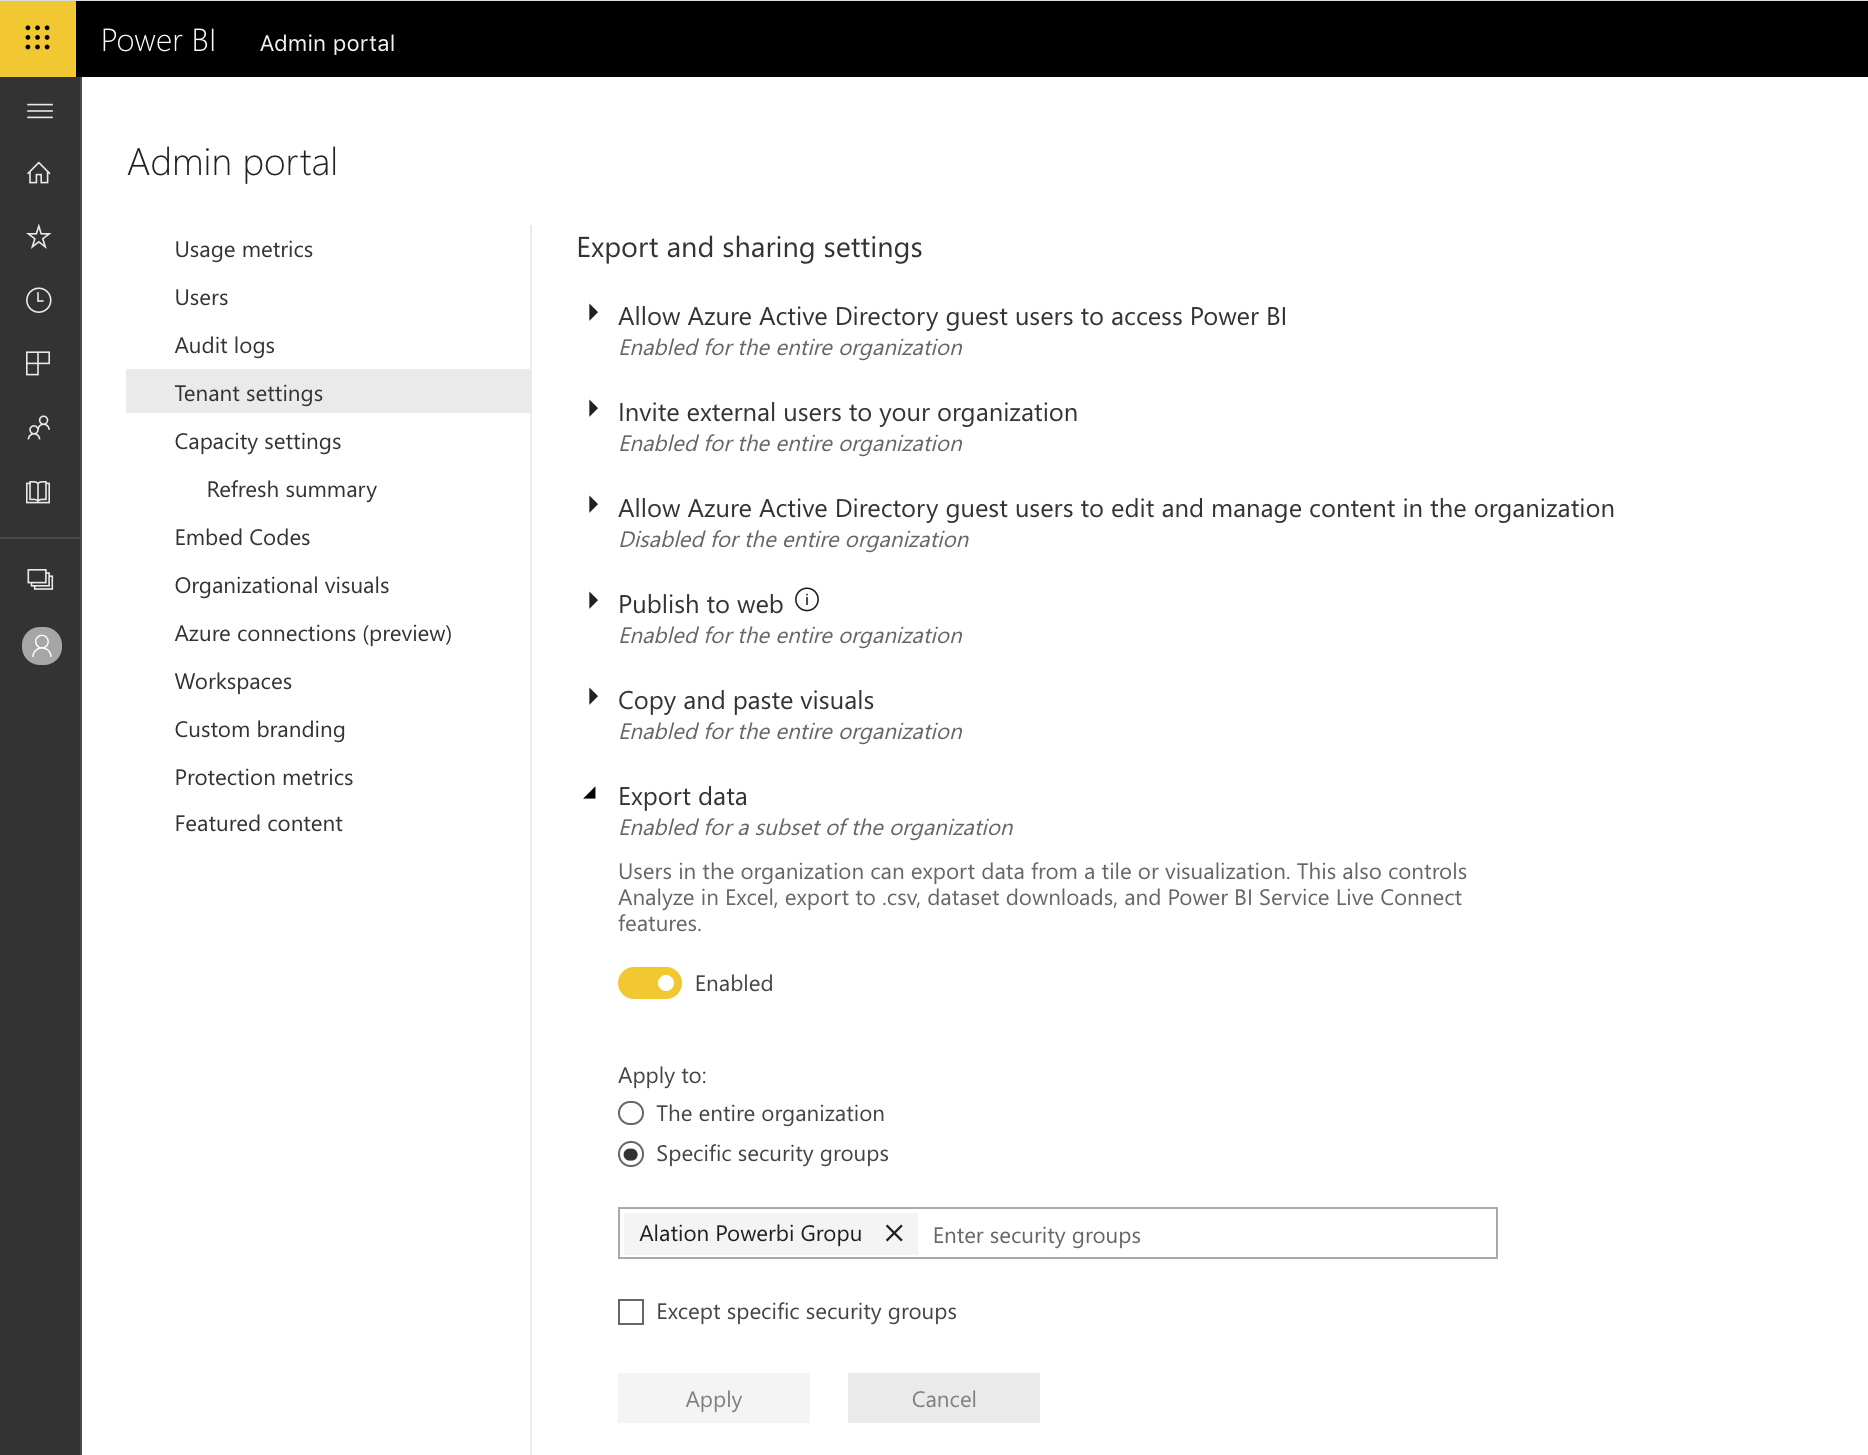 Power BI
Admin portal
Admin portal
Usage metrics
Users
Audit logs
Tenant settings
Capacity settings
Refresh summary
Embed Codes
Organizational visuals
Azure connections (preview)
Workspaces
Custom branding
Protection metrics
Featured content
Export and sharing settings
Allow Azure Active Directory guest users to access Power BI
Enabled for the entire organization
Invite external users to your organization
Enabled for the entire organization
Allow Azure Active Directory guest users to edit and manage content in the organization
Disabled for the entire organization
Publish to web
Enabled for the entire organization
Copy and paste visuals
Enabled for the entire organization
Export data
Enabled for a subset of the organization
Users in the organization can export data from a tile or visualization. This also controls
Analyze in Excel, export to .csv, dataset downloads, and Power BI Service Live Connect
features.
Enabled
Apply to:
The entire organization
Specific security groups
Alation Powerbi Gropu
Enter security groups
Except specific security groups
Apply
Cancel